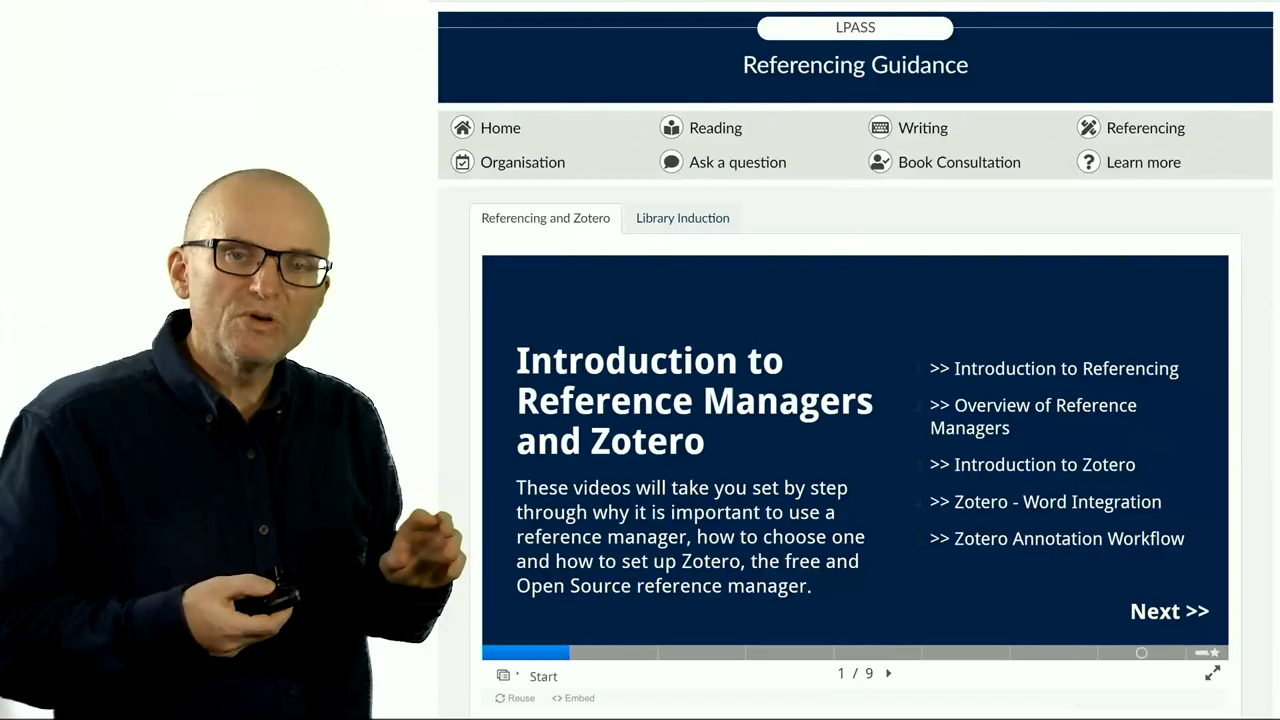 LPASS
Referencing Guidance
Home
Reading
Writing
Referencing
Organisation
Ask a question
Book Consultation
Learn more
Referencing and Zotero
Library Induction
Introduction to
Reference Managers
and Zotero
These videos will take you set by step
through why it is important to use a
reference manager, how to choose one
and how to set up Zotero, the free and
Open Source reference manager.
>> Introduction to Referencing
>> Overview of Reference
Managers
>> Introduction to Zotero
>> Zotero - Word Integration
>> Zotero Annotation Workflow
Next >>
Start
1 / 9
Reuse
<> Embed